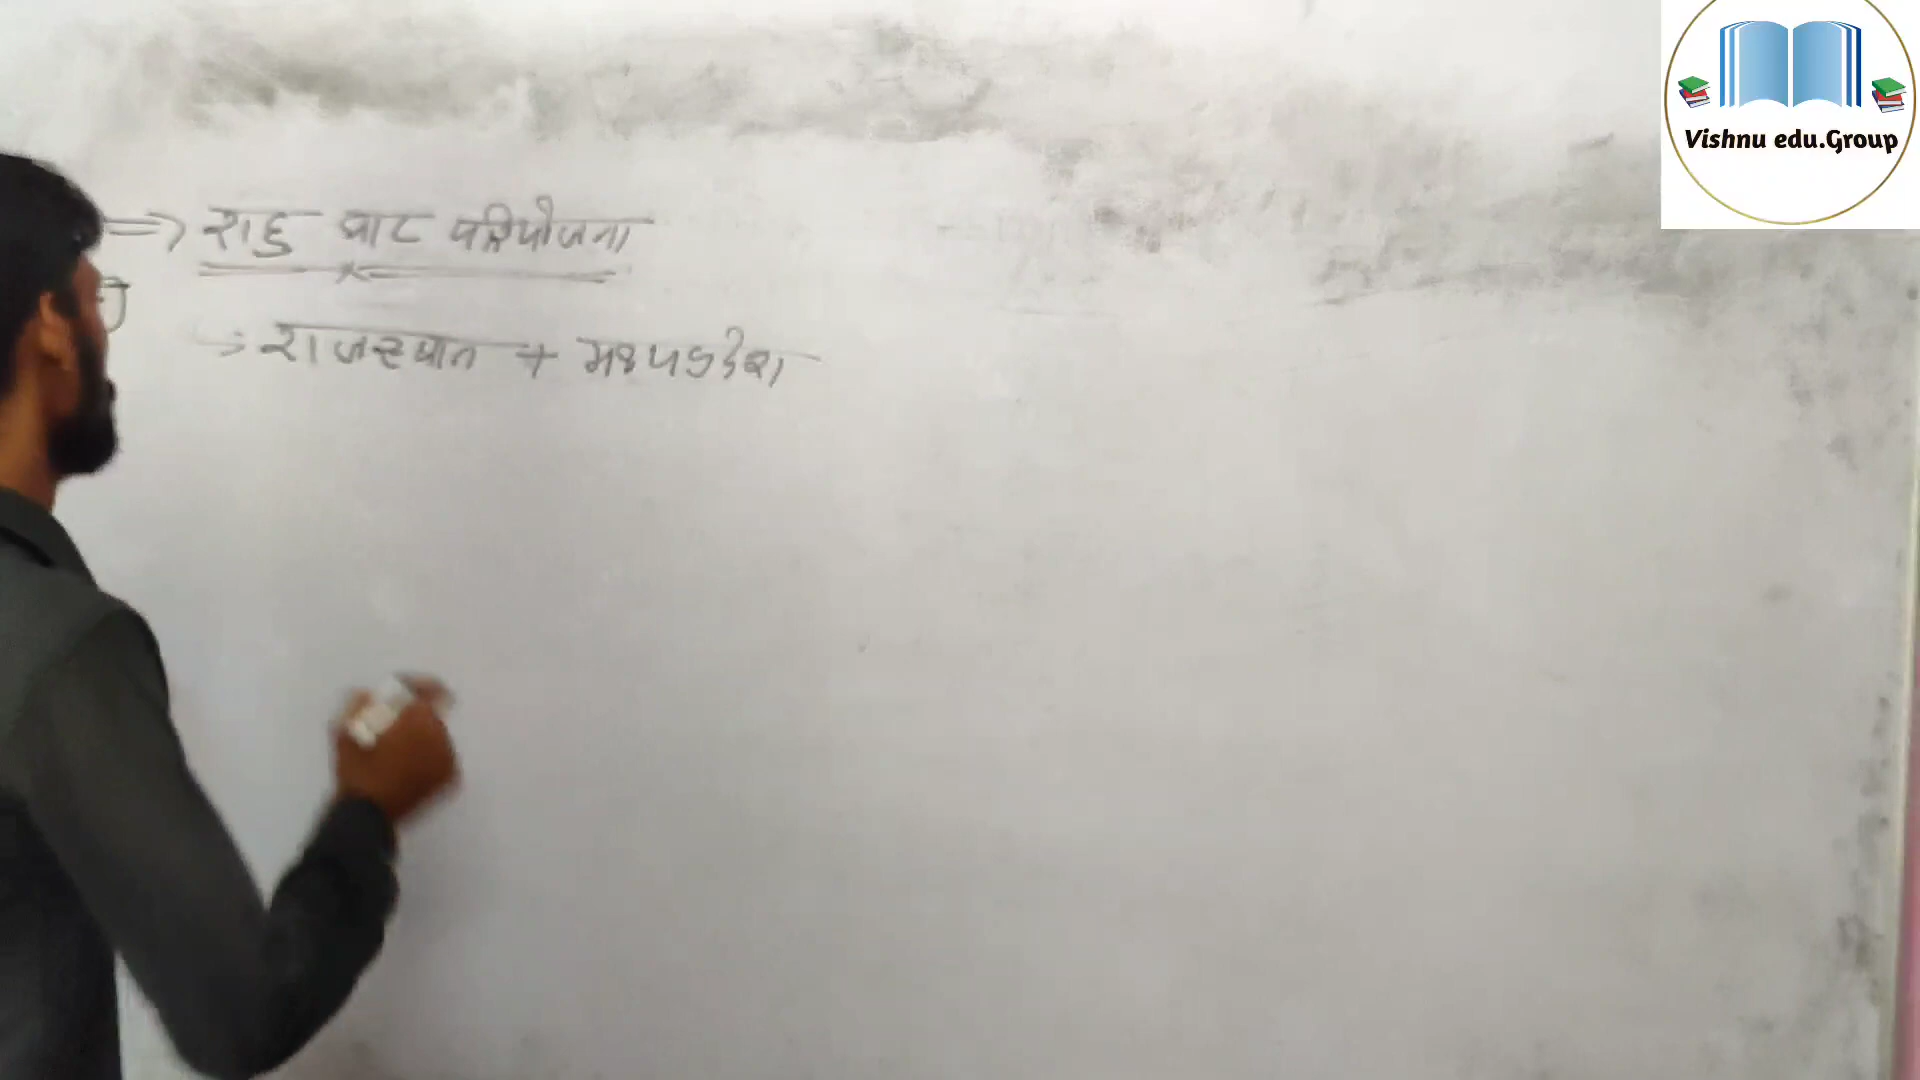 Vishnu edu.Group
⇒ राहु घाट परियोजना
→ राजस्थान + मध्यप्रदेश